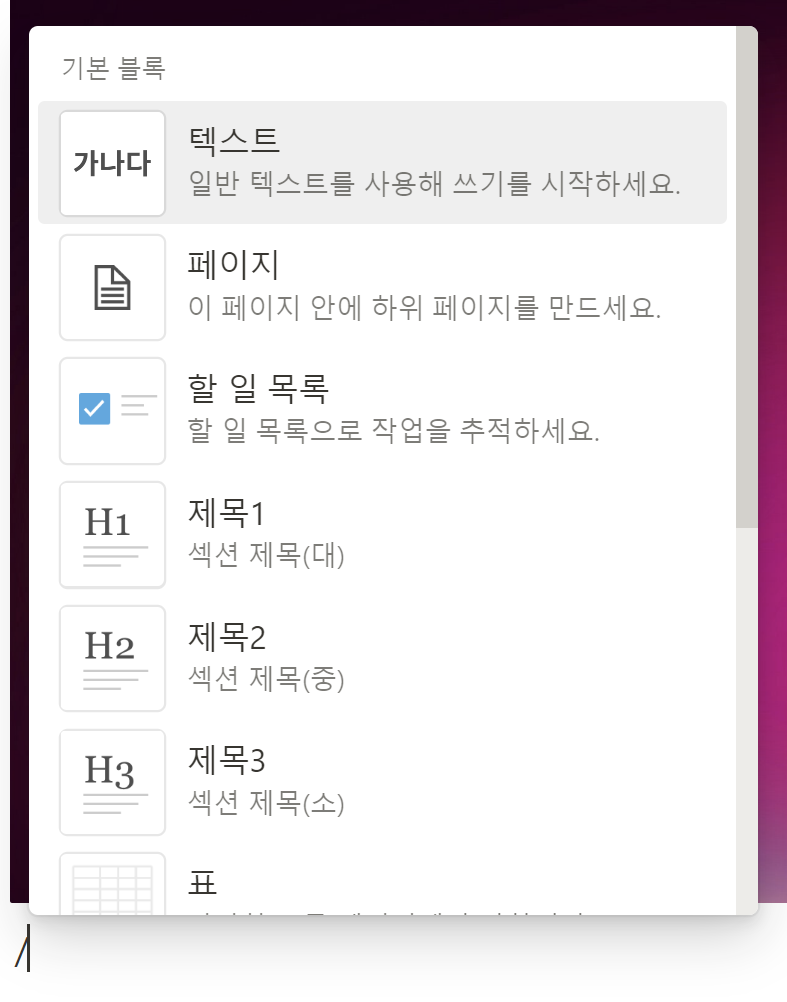 기본 블록
가나다
텍스트
일반 텍스트를 사용해 쓰기를 시작하세요.
페이지
이 페이지 안에 하위 페이지를 만드세요.
할 일 목록
할 일 목록으로 작업을 추적하세요.
H1
제목1
섹션 제목(대)
H2
제목2
섹션 제목(중)
H3
제목3
섹션 제목(소)
표
/